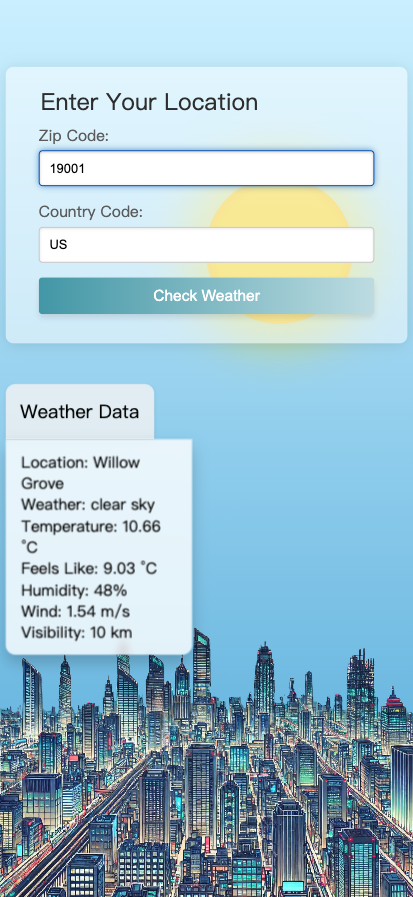 Enter Your Location
Zip Code:
19001
Country Code:
US
Check Weather
Weather Data
Location: Willow
Grove
Weather: clear sky
Temperature: 10.66
°C
Feels Like: 9.03 °C
Humidity: 48%
Wind: 1.54 m/s
Visibility: 10 km